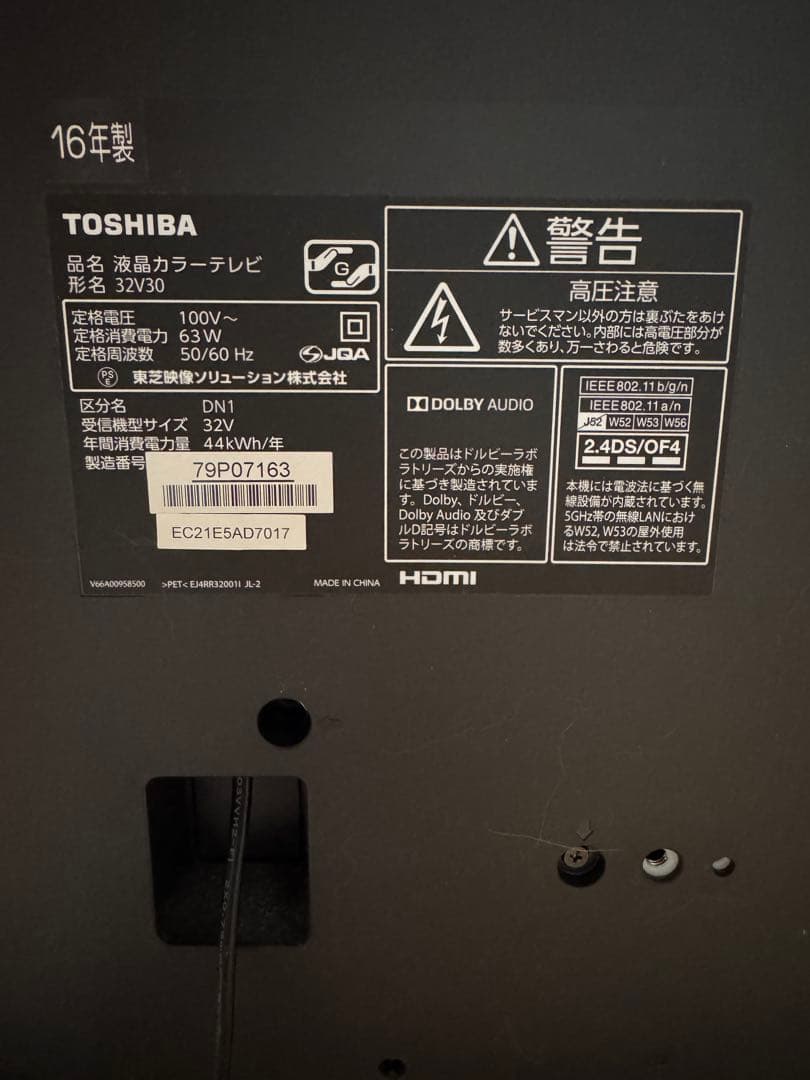 16年製
TOSHIBA
品名 液晶カラーテレビ
形名 32V30
G
定格電圧 100V～
定格消費電力 63W
定格周波数 50/60 Hz
JQA
PS
E
東芝映像ソリューション株式会社
区分名 DN1
受信機型サイズ 32V
年間消費電力量 44kWh/年
製造番号
79P07163
EC21E5AD7017
V66A00958500 >PET< EJ4RR32001I JL-2 MADE IN CHINA
警告
高圧注意
サービスマン以外の方は裏ぶたをあけ
ないでください。内部には高電圧部分が
数多くあり、万一さわると危険です。
DOLBY AUDIO
この製品はドルビーラボ
ラトリーズからの実施権
に基づき製造されていま
す。Dolby、ドルビー、
Dolby Audio 及びダブ
ルD記号はドルビーラボ
ラトリーズの商標です。
HDMI
IEEE802.11b/g/n
IEEE802.11a/n
J52 W52 W53 W56
2.4DS/OF4
本機には電波法に基づく無
線設備が内蔵されています。
5GHz帯の無線LANにおけ
るW52, W53の屋外使用
は法令で禁止されています。